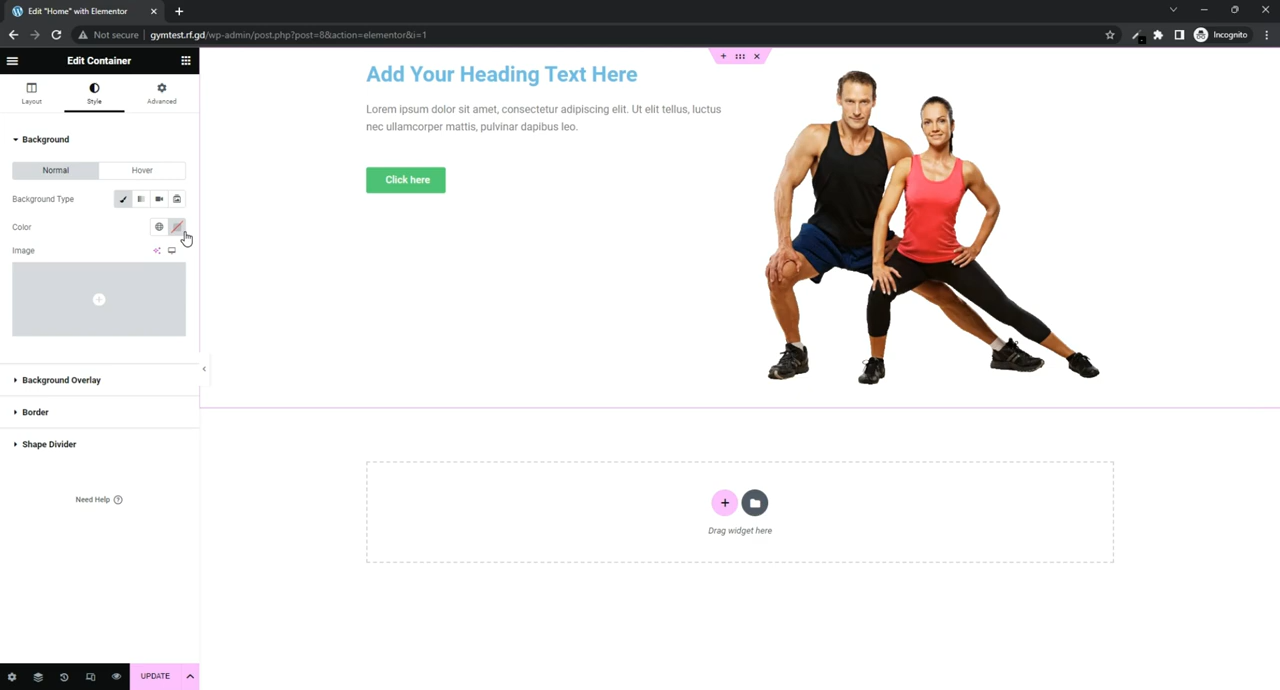 Edit "Home" with Elementor
Not secure | gymtest.rf.gd/wp-admin/post.php?post=8&action=elementor&i=1
Incognito
Edit Container
Layout
Style
Advanced
Background
Normal
Hover
Background Type
Color
Image
Background Overlay
Border
Shape Divider
Need Help
UPDATE
Add Your Heading Text Here
Lorem ipsum dolor sit amet, consectetur adipiscing elit. Ut elit tellus, luctus
nec ullamcorper mattis, pulvinar dapibus leo.
Click here
Drag widget here